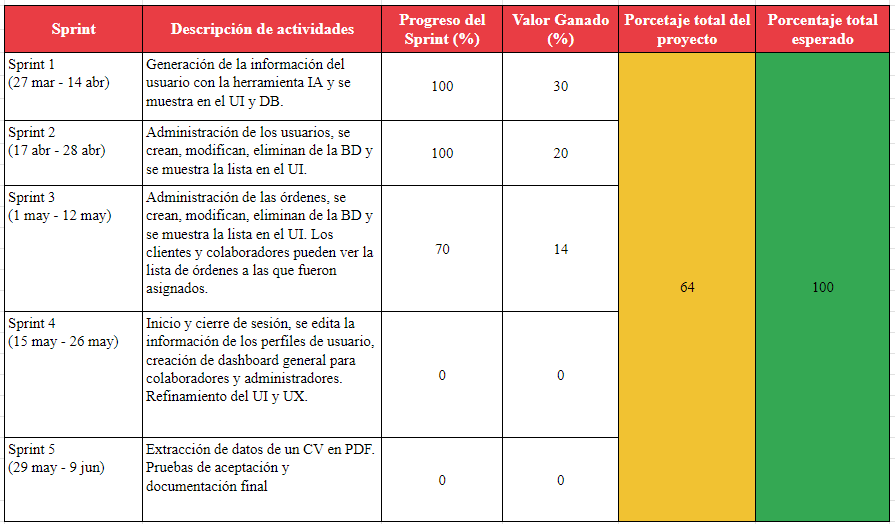 Sprint
Descripción de actividades
Progreso del
Sprint (%)
Valor Ganado
(%)
Porcetaje total del
proyecto
Porcentaje total
esperado
Sprint 1
(27 mar - 14 abr)
Generación de la información del
usuario con la herramienta IA y se
muestra en el UI y DB.
100
30
Sprint 2
(17 abr - 28 abr)
Administración de los usuarios, se
crean, modifican, eliminan de la BD y
se muestra la lista en el UI.
100
20
Sprint 3
(1 may - 12 may)
Administración de las órdenes, se
crean, modifican, eliminan de la BD y
se muestra la lista en el UI. Los
clientes y colaboradores pueden ver la
lista de órdenes a las que fueron
asignados.
70
14
64
100
Sprint 4
(15 may - 26 may)
Inicio y cierre de sesión, se edita la
información de los perfiles de usuario,
creación de dashboard general para
colaboradores y administradores.
Refinamiento del UI y UX.
0
0
Sprint 5
(29 may - 9 jun)
Extracción de datos de un CV en PDF.
Pruebas de aceptación y
documentación final
0
0